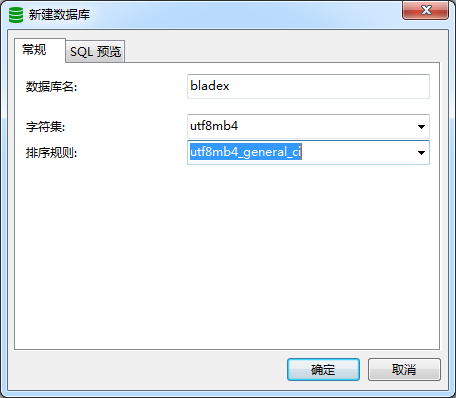 新建数据库
常规
SQL 预览
数据库名:
bladex
字符集:
utf8mb4
排序规则:
utf8mb4_general_ci
确定
取消